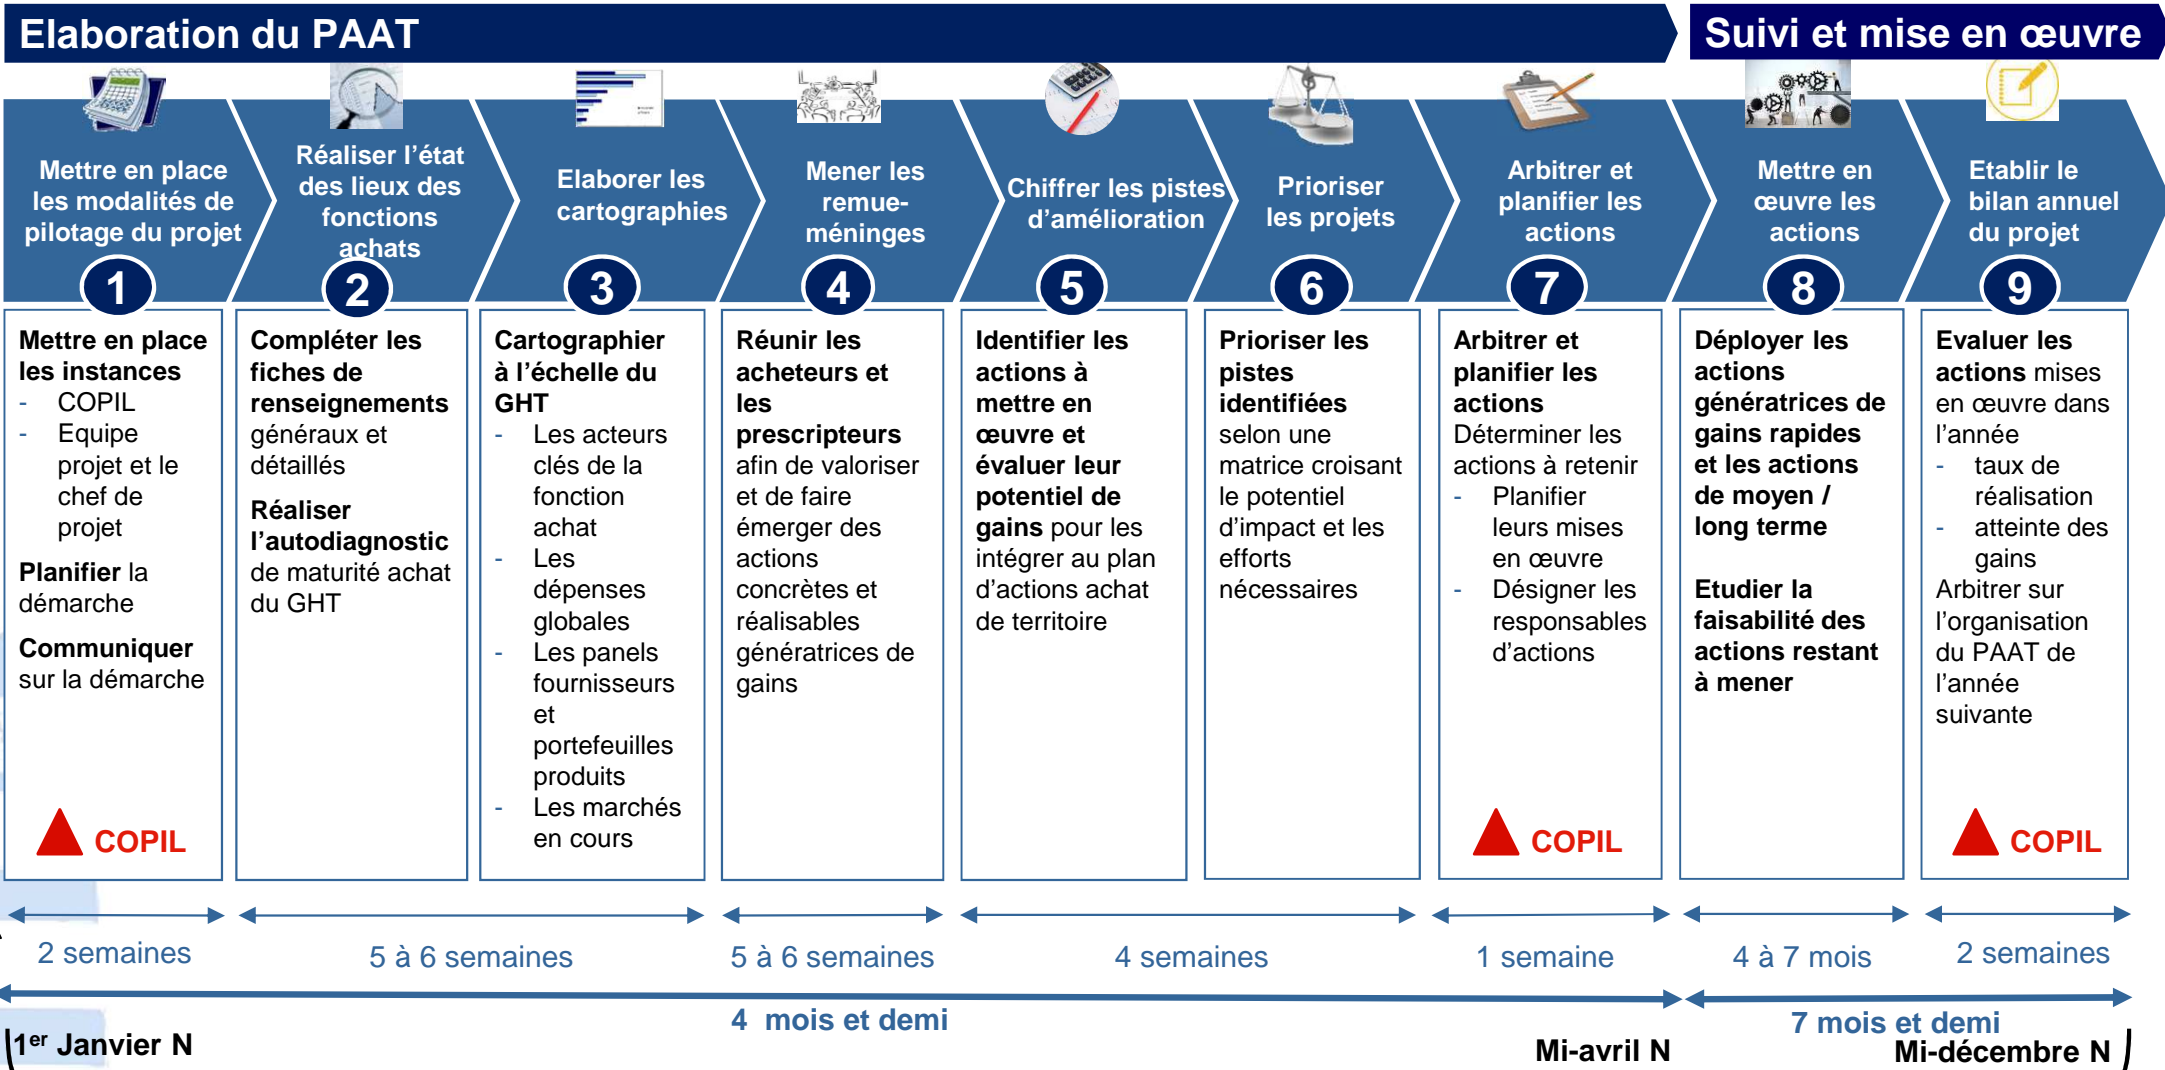 Elaboration du PAAT
Suivi et mise en œuvre
Mettre en place
les modalités de
pilotage du projet
1
Réaliser l’état
des lieux des
fonctions
achats
2
Elaborer les
cartographies
3
Mener les
remue-
méninges
4
Chiffrer les pistes
d’amélioration
5
Prioriser
les projets
6
Arbitrer et
planifier les
actions
7
Mettre en
œuvre les
actions
8
Etablir le
bilan annuel
du projet
9
Mettre en place
les instances
- COPIL
- Equipe
projet et le
chef de
projet
Planifier la
démarche
Communiquer
sur la démarche
COPIL
Compléter les
fiches de
renseignements
généraux et
détaillés
Réaliser
l’autodiagnostic
de maturité achat
du GHT
Cartographier
à l’échelle du
GHT
- Les acteurs
clés de la
fonction
achat
- Les
dépenses
globales
- Les panels
fournisseurs
et
portefeuilles
produits
- Les marchés
en cours
Réunir les
acheteurs et
les
prescripteurs
afin de valoriser
et de faire
émerger des
actions
concrètes et
réalisables
génératrices de
gains
Identifier les
actions à
mettre en
œuvre et
évaluer leur
potentiel de
gains pour les
intégrer au plan
d’actions achat
de territoire
Prioriser les
pistes
identifiées
selon une
matrice croisant
le potentiel
d’impact et les
efforts
nécessaires
Arbitrer et
planifier les
actions
Déterminer les
actions à retenir
- Planifier
leurs mises
en œuvre
- Désigner les
responsables
d’actions
COPIL
Déployer les
actions
génératrices de
gains rapides
et les actions
de moyen /
long terme
Etudier la
faisabilité des
actions restant
à mener
Evaluer les
actions mises
en œuvre dans
l’année
- taux de
réalisation
- atteinte des
gains
Arbitrer sur
l’organisation
du PAAT de
l’année
suivante
COPIL
2 semaines
5 à 6 semaines
5 à 6 semaines
4 semaines
1 semaine
4 à 7 mois
2 semaines
4 mois et demi
7 mois et demi
1er Janvier N
Mi-avril N
Mi-décembre N